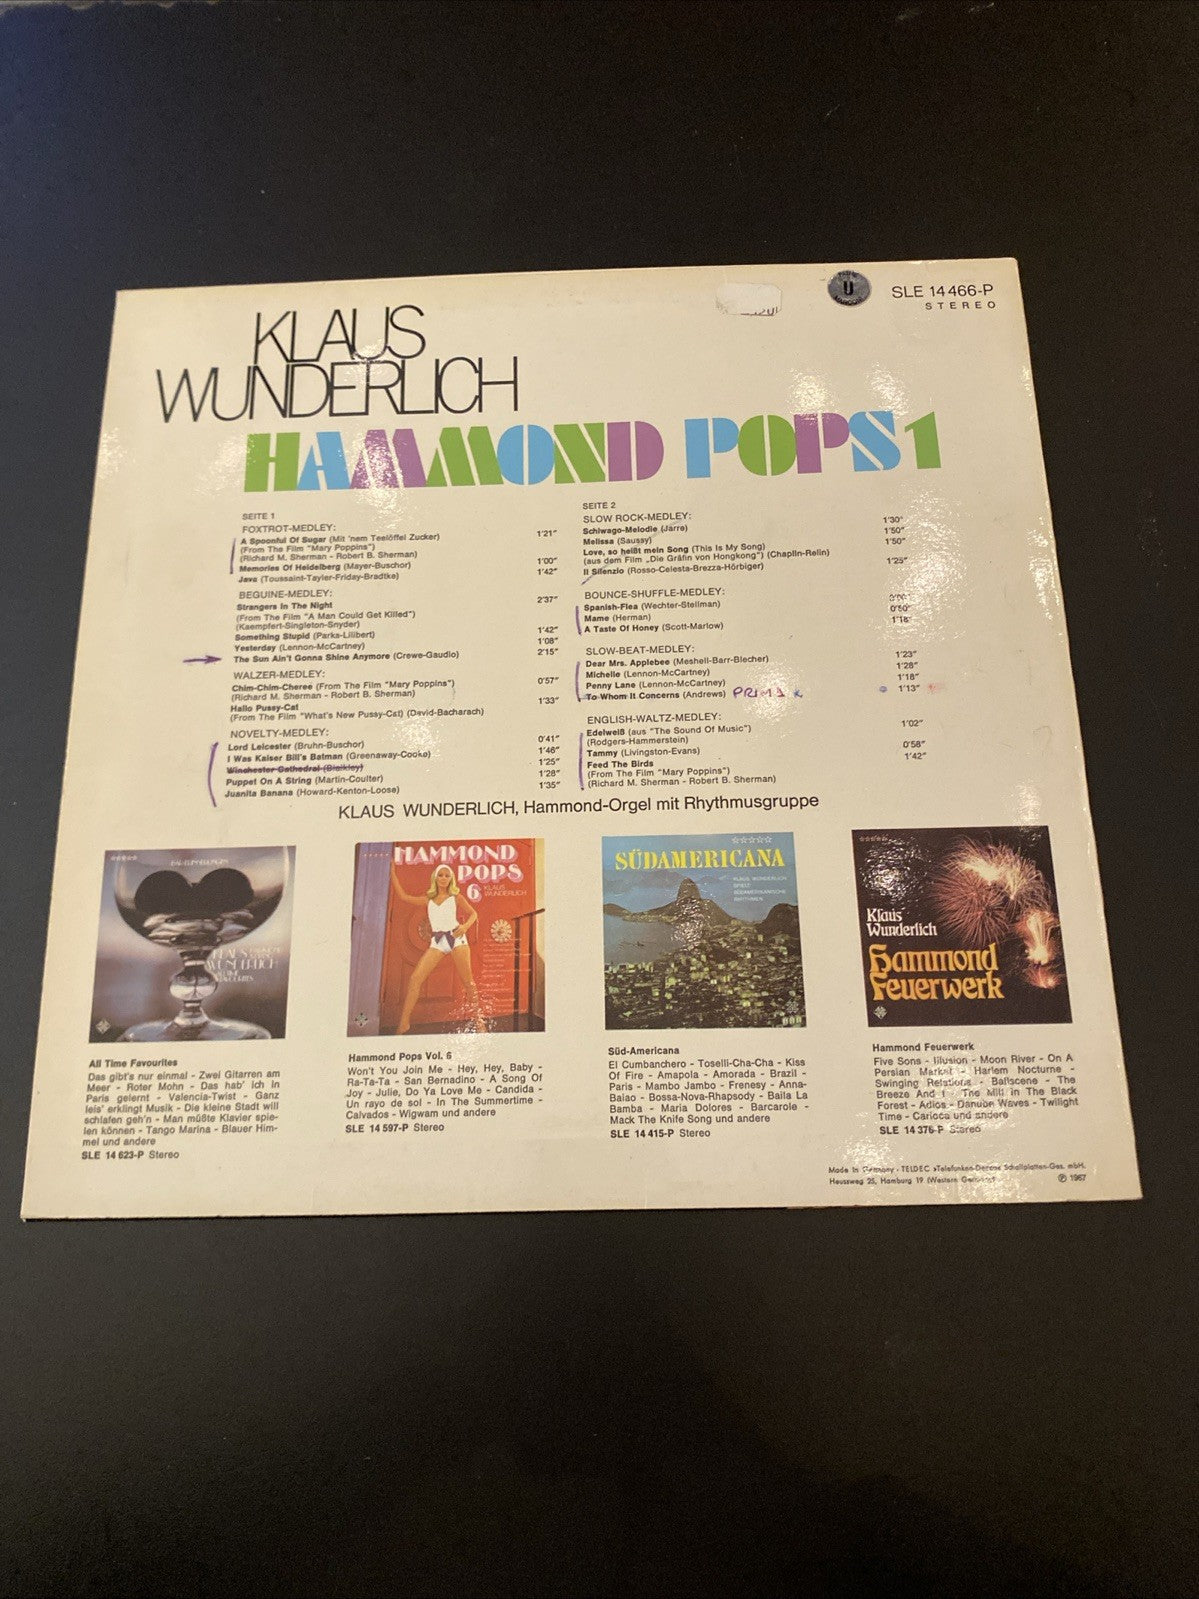 SLE 14 466-P
STEREO
U
KLAUS
WUNDERLICH
HAMMOND POPS 1
SEITE 1
FOXTROT-MEDLEY:
A Spoonful Of Sugar (Mit 'nem Teelöffel Zucker) 1'21"
(From The Film "Mary Poppins")
(Richard M. Sherman - Robert B. Sherman)
Memories Of Heidelberg (Mayer-Buschor) 1'00"
Java (Toussaint-Tayler-Friday-Bradtke) 1'42"
BEGUINE-MEDLEY:
Strangers In The Night 2'37"
(From The Film "A Man Could Get Killed")
(Kaempfert-Singleton-Snyder)
Something Stupid (Parks-Lilibert) 1'42"
Yesterday (Lennon-McCartney) 1'08"
The Sun Ain't Gonna Shine Anymore (Crewe-Gaudio) 2'15"
WALZER-MEDLEY:
Chim-Chim-Cheree (From The Film "Mary Poppins") 0'57"
(Richard M. Sherman - Robert B. Sherman)
Hallo Pussy-Cat 1'33"
(From The Film "What's New Pussy-Cat) (David-Bacharach)
NOVELTY-MEDLEY:
Lord Leicester (Bruhn-Buschor) 0'41"
I Was Kaiser Bill's Batman (Greenaway-Cooke) 1'46"
Winchester Cathedral 1'25"
Puppet On A String (Martin-Coulter) 1'28"
Juanita Banana (Howard-Kenton-Loose) 1'35"
SEITE 2
SLOW ROCK-MEDLEY:
Schiwago-Melodie (Jarre) 1'30"
Melissa (Saussy) 1'50"
Love, so heißt mein Song (This Is My Song) 1'50"
(aus dem Film „Die Gräfin von Hongkong") (Chaplin-Relin)
Il Silenzio (Rosso-Celesta-Brezza-Hörbiger) 1'25"
BOUNCE-SHUFFLE-MEDLEY:
Spanish-Flea (Wechter-Stellman)
Mame (Herman) 0'50"
A Taste Of Honey (Scott-Marlow) 1'18"
SLOW-BEAT-MEDLEY:
Dear Mrs. Applebee (Meshell-Barr-Blecher) 1'23"
Michelle (Lennon-McCartney) 1'28"
Penny Lane (Lennon-McCartney) 1'18"
To Whom It Concerns (Andrews) PRIMA 1'13"
ENGLISH-WALTZ-MEDLEY:
Edelweiß (aus "The Sound Of Music") 1'02"
(Rodgers-Hammerstein)
Tammy (Livingston-Evans) 0'58"
Feed The Birds 1'42"
(From The Film "Mary Poppins")
(Richard M. Sherman - Robert B. Sherman)
KLAUS WUNDERLICH, Hammond-Orgel mit Rhythmusgruppe
KLAUS
WUNDERLICH
HAMMOND
POPS
6 KLAUS
WUNDERLICH
SÜDAMERICANA
KLAUS WUNDERLICH
SPIELT
SÜDAMERIKANISCHE
RHYTHMEN
Klaus
Wunderlich
Hammond
Feuerwerk
All Time Favourites
Das gibt's nur einmal - Zwei Gitarren am
Meer - Roter Mohn - Das hab' ich in
Paris gelernt - Valencia-Twist - Ganz
leis' erklingt Musik - Die kleine Stadt will
schlafen geh'n - Man müßte Klavier spie-
len können - Tango Marina - Blauer Him-
mel und andere
SLE 14 623-P Stereo
Hammond Pops Vol. 6
Won't You Join Me - Hey, Hey, Baby -
Ra-Ta-Ta - San Bernadino - A Song Of
Joy - Julie, Do Ya Love Me - Candida -
Un rayo de sol - In The Summertime -
Calvados - Wigwam und andere
SLE 14 597-P Stereo
Süd-Americana
El Cumbanchero - Toselli-Cha-Cha - Kiss
Of Fire - Amapola - Amorada - Brazil -
Paris - Mambo Jambo - Frenesy - Anna-
Baiao - Bossa-Nova-Rhapsody - Baila La
Bamba - Maria Dolores - Barcarole -
Mack The Knife Song und andere
SLE 14 415-P Stereo
Hammond Feuerwerk
Five Sons - Illusion - Moon River - On A
Persian Market - Harlem Nocturne -
Swinging Relations - Ballscene - The
Breeze And I - The Mill In The Black
Forest - Adios - Danube Waves - Twilight
Time - Carioca und andere
SLE 14 376-P Stereo
Made in Germany · TELDEC »Telefunken-Decca« Schallplatten-Ges. mbH.
Heussweg 25, Hamburg 19 (Western Germany) ℗ 1967